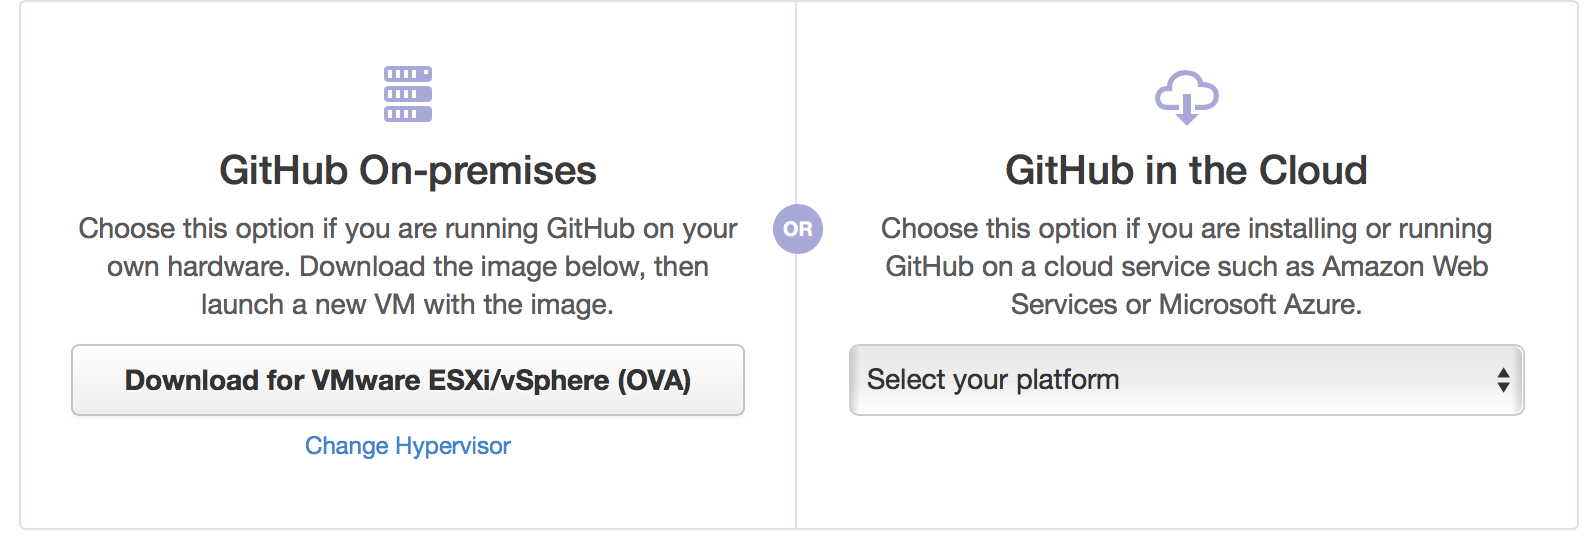 GitHub On-premises
Choose this option if you are running GitHub on your
own hardware. Download the image below, then
launch a new VM with the image.
Download for VMware ESXi/vSphere (OVA)
Change Hypervisor
OR
GitHub in the Cloud
Choose this option if you are installing or running
GitHub on a cloud service such as Amazon Web
Services or Microsoft Azure.
Select your platform